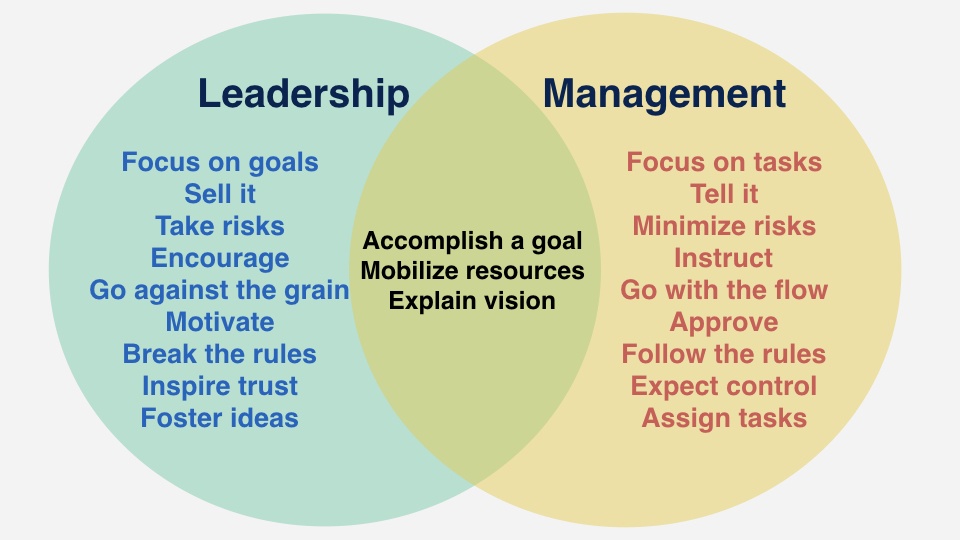 Leadership
Management
Focus on goals
Sell it
Take risks
Encourage
Go against the grain
Motivate
Break the rules
Inspire trust
Foster ideas
Accomplish a goal
Mobilize resources
Explain vision
Focus on tasks
Tell it
Minimize risks
Instruct
Go with the flow
Approve
Follow the rules
Expect control
Assign tasks